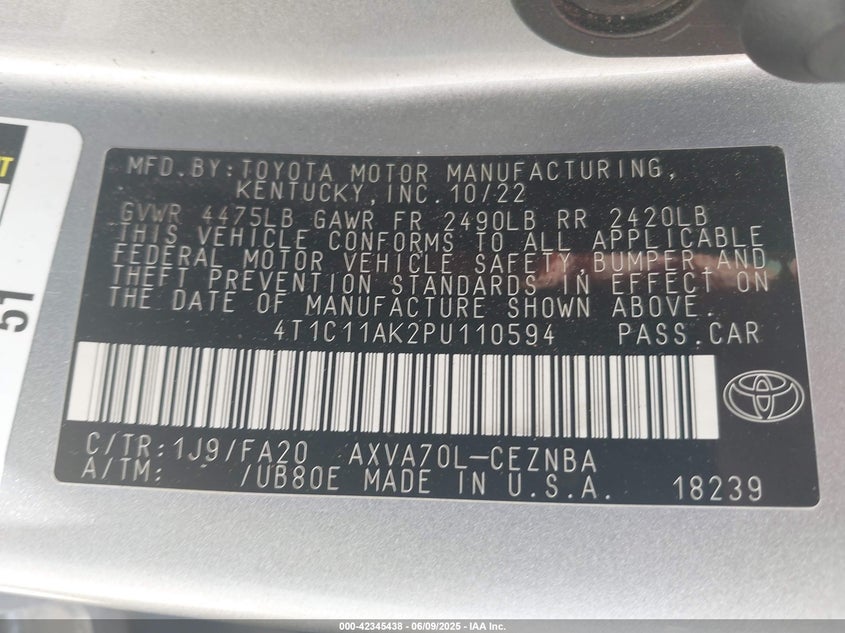 MFD.BY:TOYOTA MOTOR MANUFACTURING,
KENTUCKY,INC.10/22
GVWR 4475LB GAWR FR 2490LB RR 2420LB
THIS VEHICLE CONFORMS TO ALL APPLICABLE
FEDERAL MOTOR VEHICLE SAFETY,BUMPER,AND
THEFT PREVENTION STANDARDS IN EFFECT ON
THE DATE OF MANUFACTURE SHOWN ABOVE.
4T1C11AK2PU110594 PASS.CAR
C/TR:1J9/FA20 AXVA70L-CEZNBA
A/TM: - /UB80E MADE IN U.S.A. 18239
51
000-42345438 - 06/09/2025 - IAA Inc.